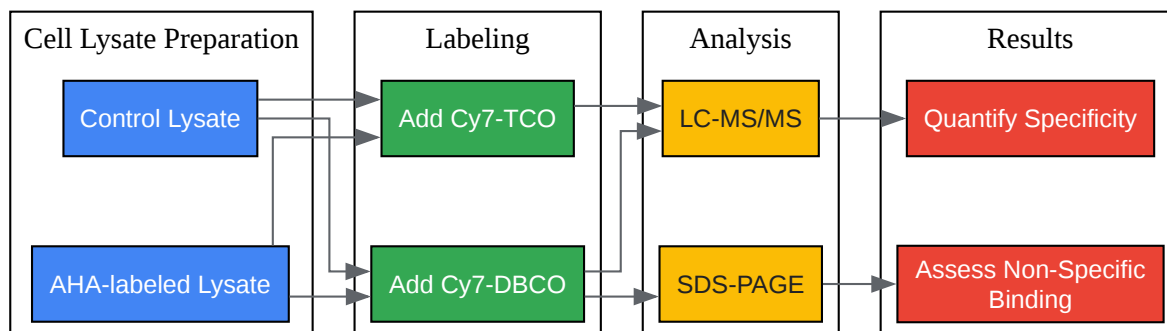 Cell Lysate Preparation
Labeling
Analysis
Results
Control Lysate
Add Cy7-TCO
LC-MS/MS
Quantify Specificity
AHA-labeled Lysate
Add Cy7-DBCO
SDS-PAGE
Assess Non-Specific
Binding